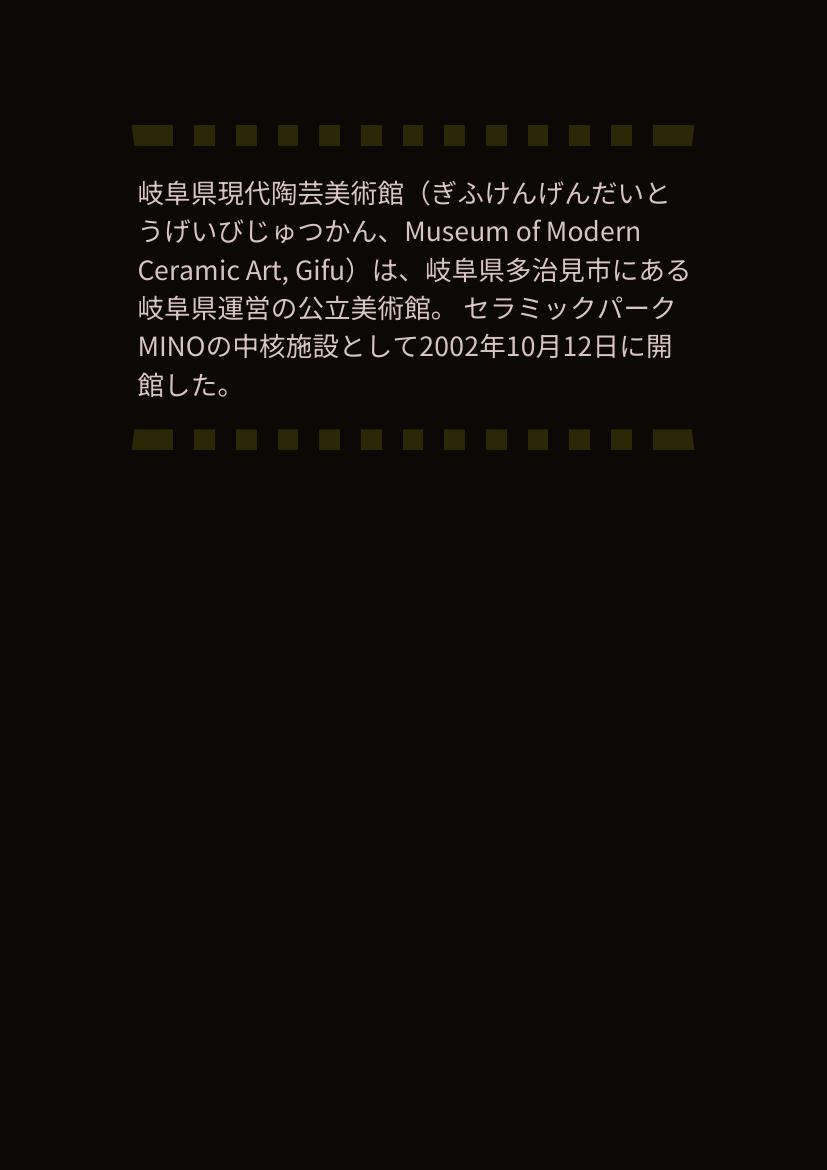 岐阜県現代陶芸美術館（ぎふけんげんだいと
うげいびじゅつかん、Museum of Modern
Ceramic Art, Gifu）は、岐阜県多治見市にある
岐阜県運営の公立美術館。 セラミックパーク
MINOの中核施設として2002年10月12日に開
館した。